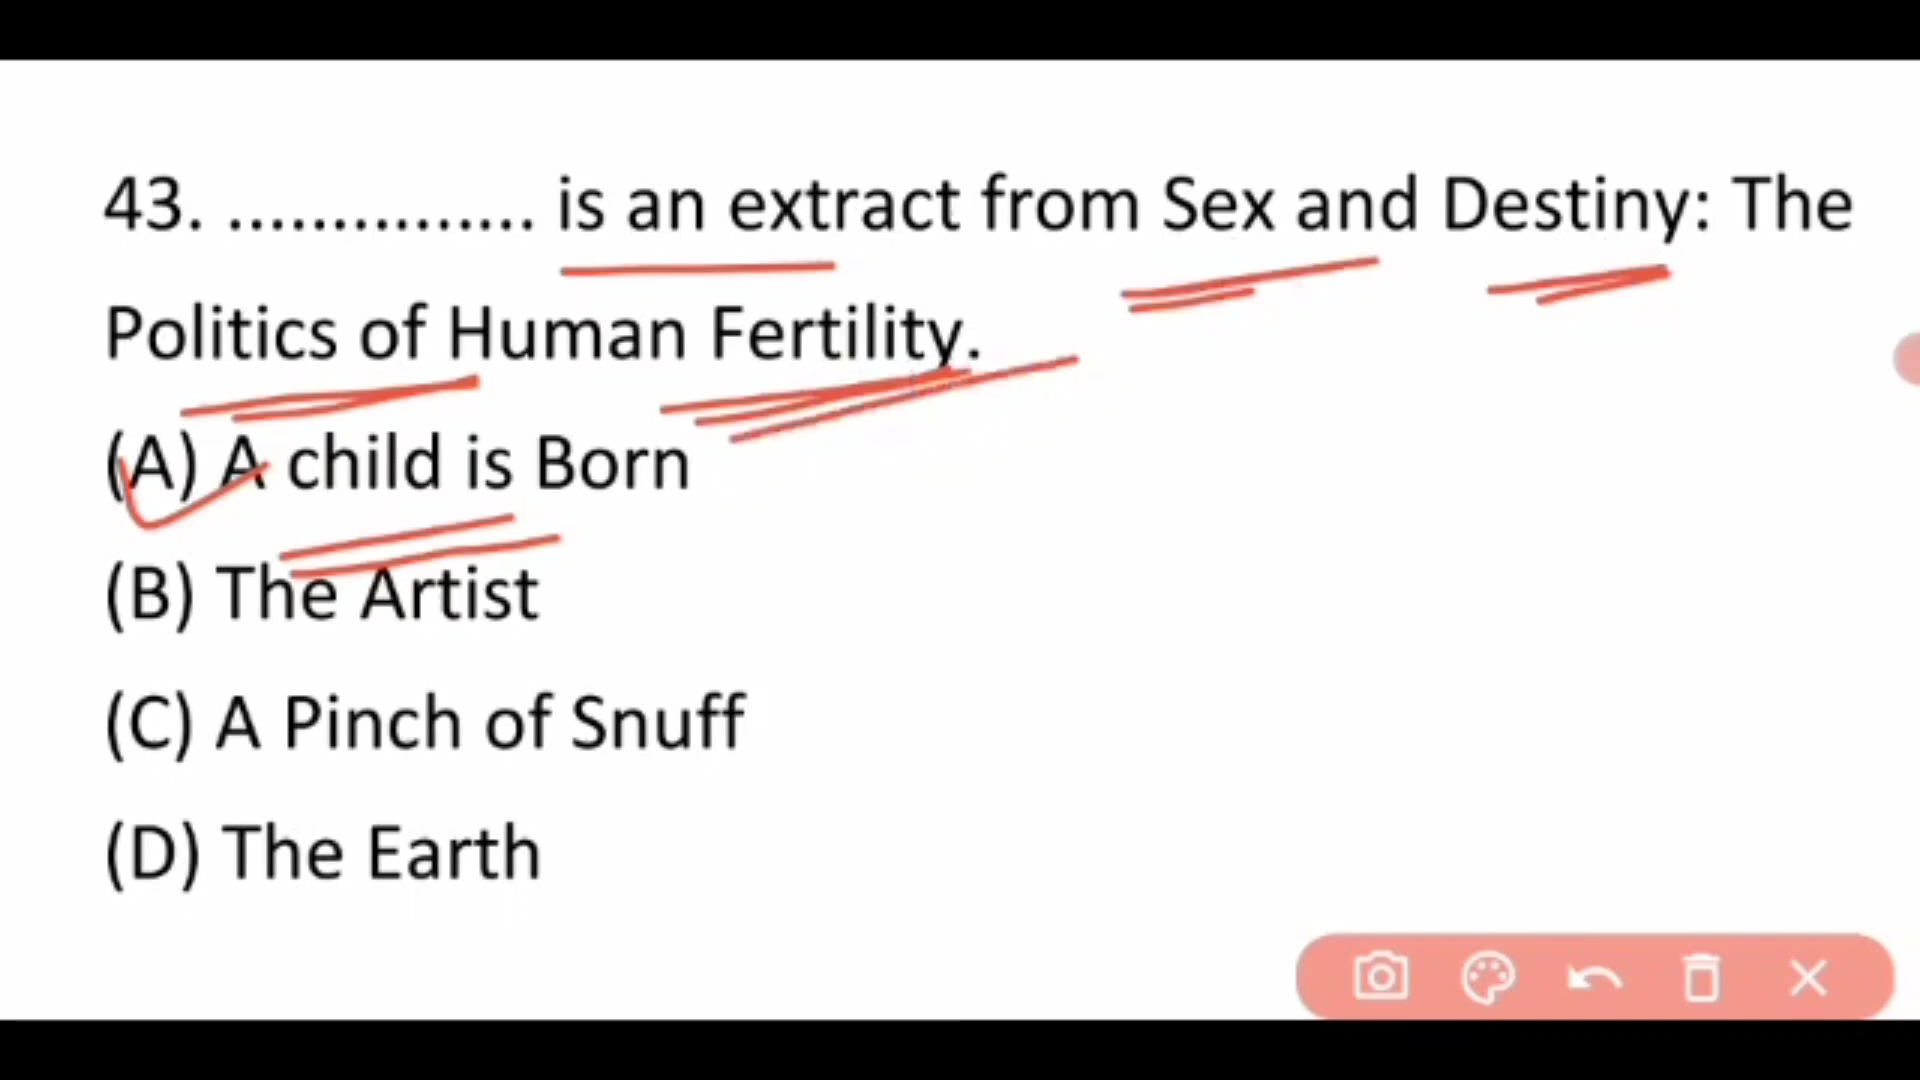 43. ............... is an extract from Sex and Destiny: The
Politics of Human Fertility.
(A) A child is Born
(B) The Artist
(C) A Pinch of Snuff
(D) The Earth